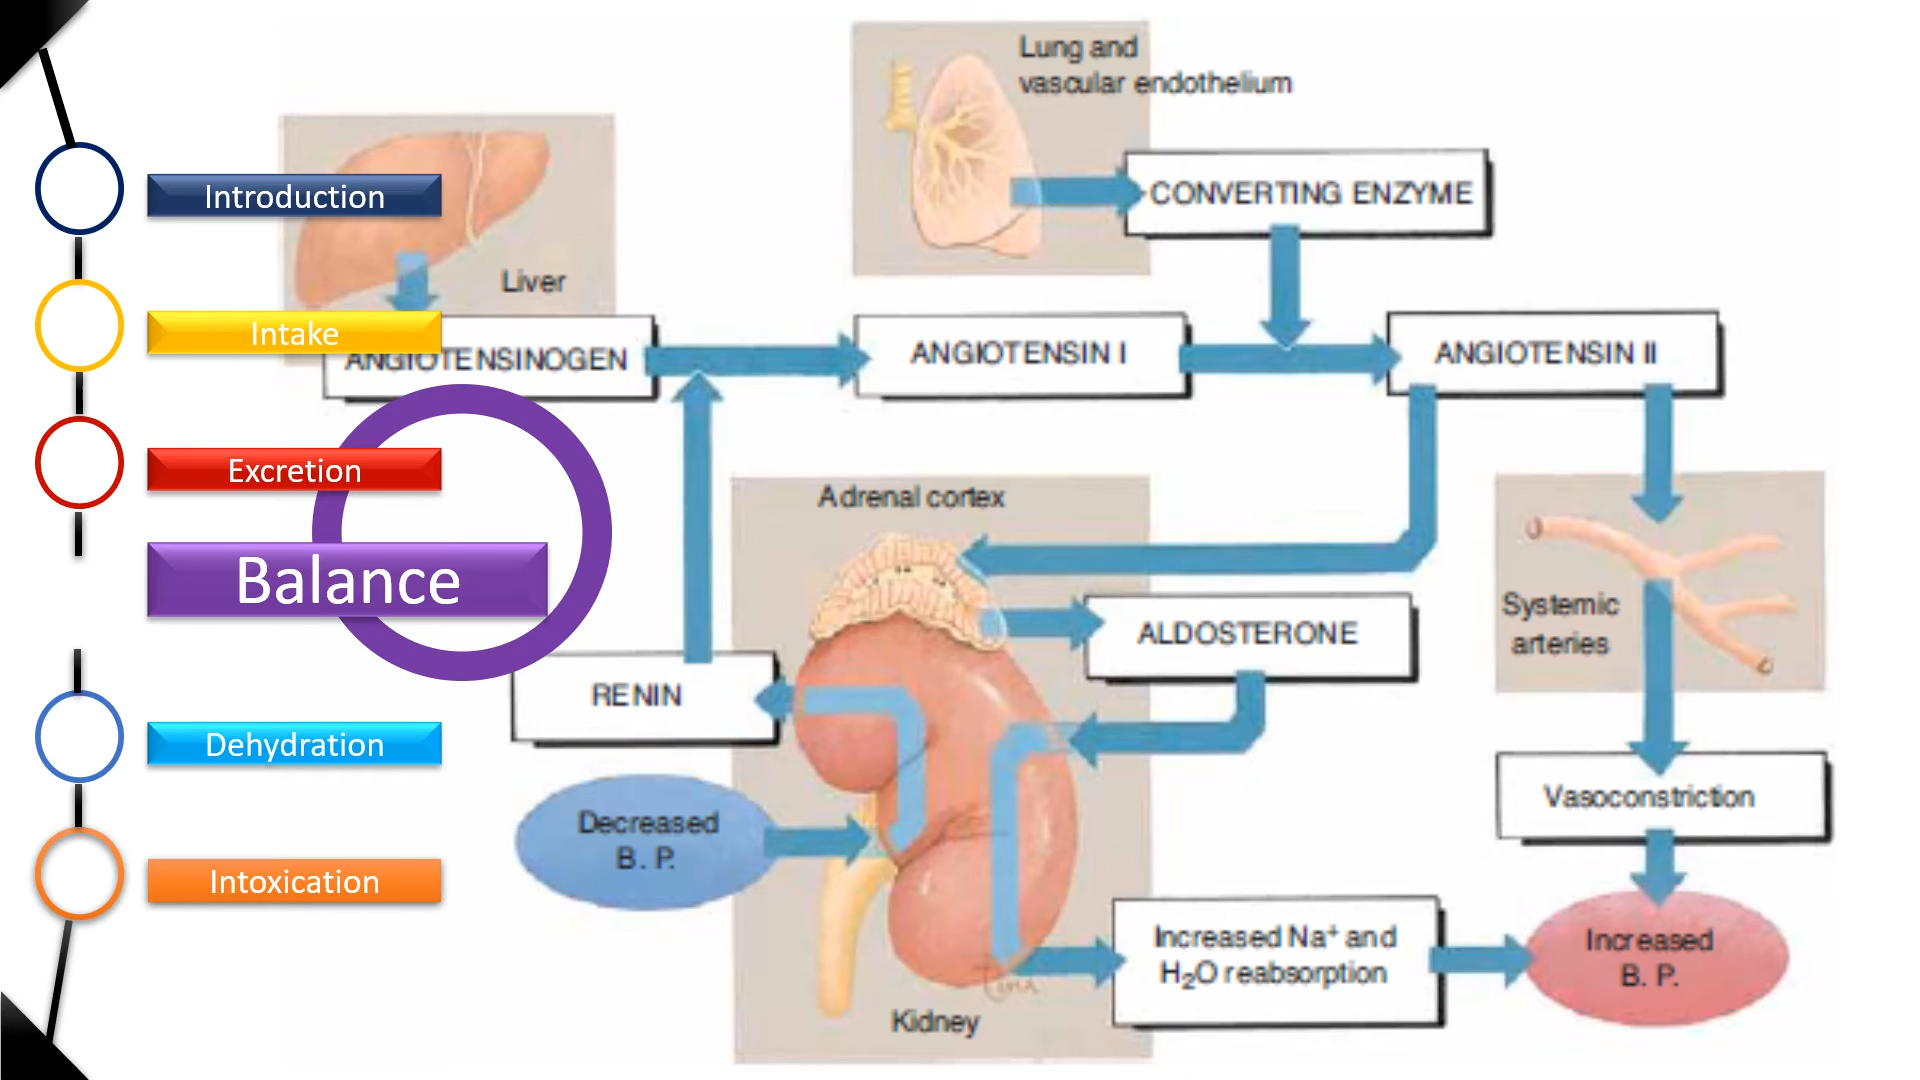 Introduction
Intake
Excretion
Balance
Dehydration
Intoxication
Lung and
vascular endothelium
CONVERTING ENZYME
Liver
ANGIOTENSINOGEN
ANGIOTENSIN I
ANGIOTENSIN II
Adrenal cortex
ALDOSTERONE
Systemic
arteries
RENIN
Vasoconstriction
Decreased
B. P.
Increased Na⁺ and
H₂O reabsorption
Increased
B. P.
Kidney